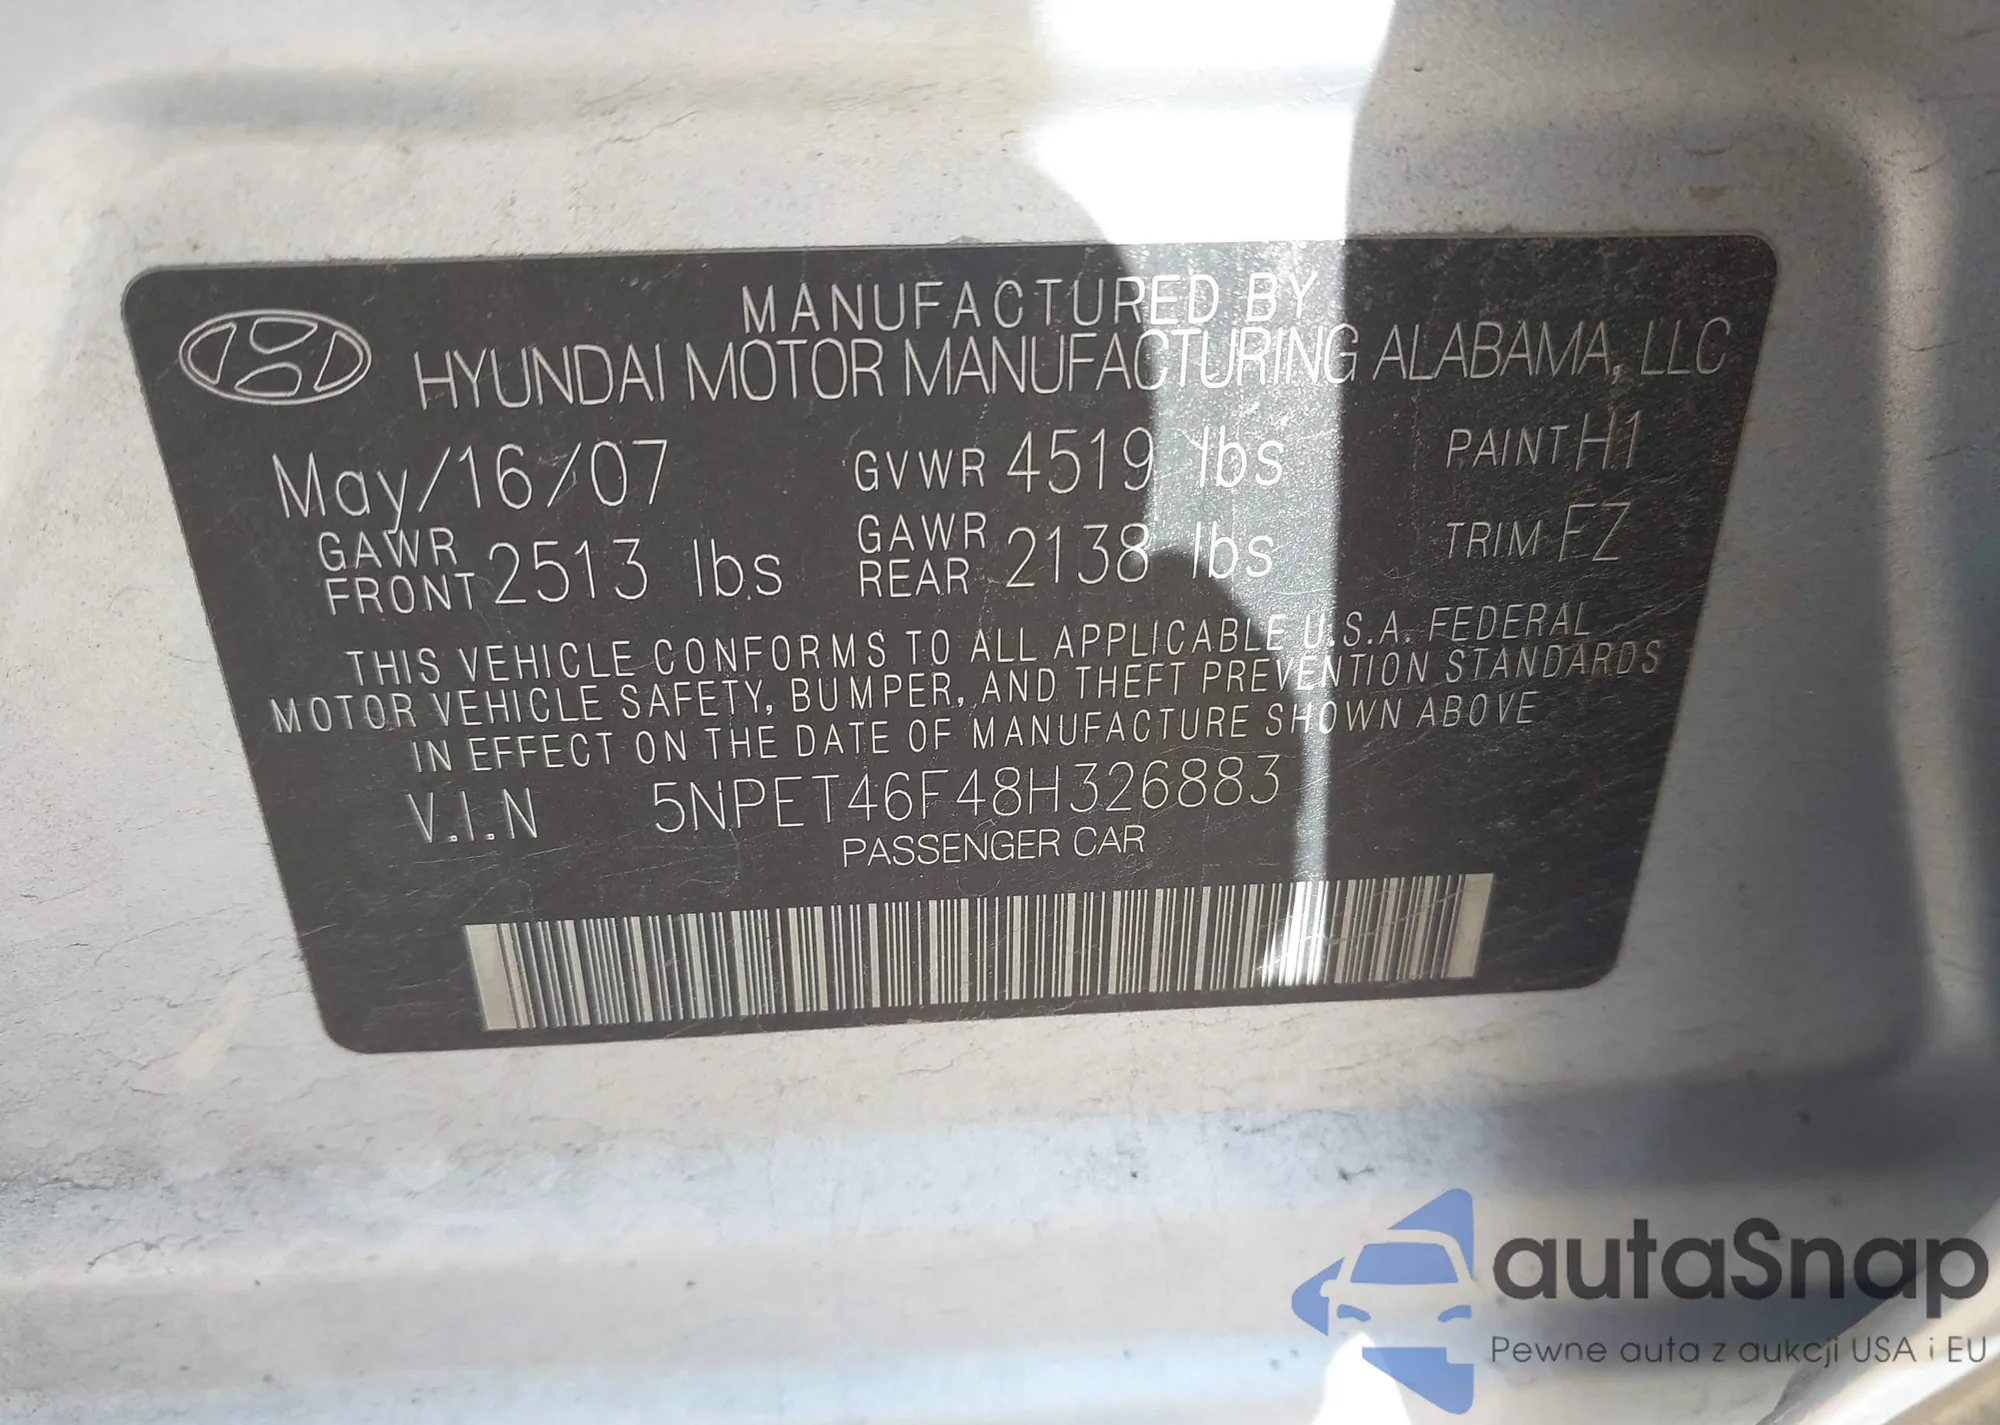 MANUFACTURED BY
HYUNDAI MOTOR MANUFACTURING ALABAMA, LLC
May/16/07 GVWR 4519 lbs PAINT H1
GAWR FRONT 2513 lbs GAWR REAR 2138 lbs TRIM FZ
THIS VEHICLE CONFORMS TO ALL APPLICABLE U.S.A. FEDERAL
MOTOR VEHICLE SAFETY, BUMPER, AND THEFT PREVENTION STANDARDS
IN EFFECT ON THE DATE OF MANUFACTURE SHOWN ABOVE
V.I.N 5NPET46F48H326883
PASSENGER CAR
autaSnap
Pewne auta z aukcji USA i EU